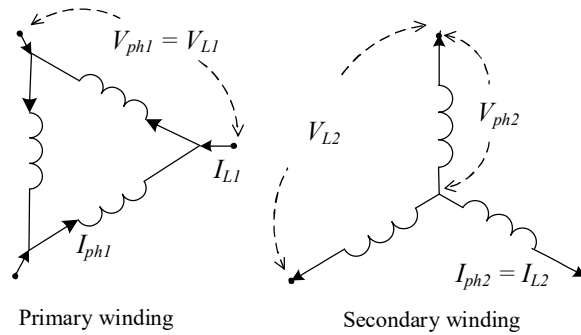 V_ph1 = V_L1
V_L2
V_ph2
I_L1
I_ph1
I_ph2 = I_L2
Primary winding
Secondary winding